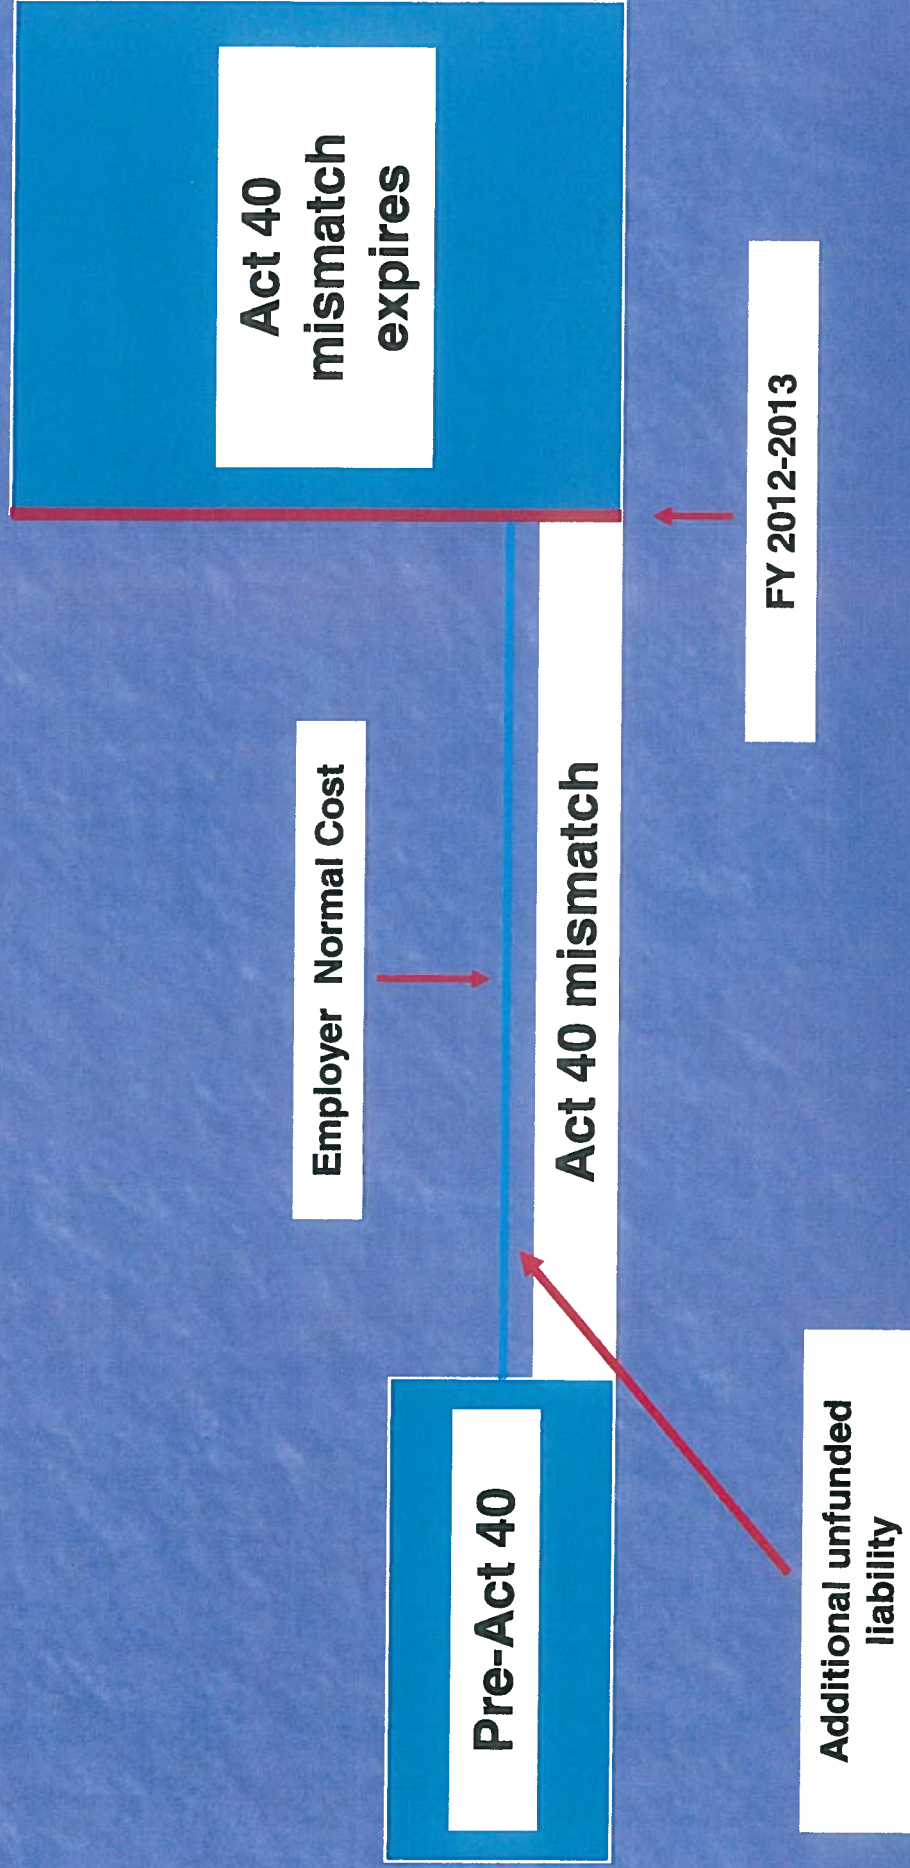 Act 40
mismatch
expires
Employer Normal Cost
Pre-Act 40
Act 40 mismatch
FY 2012-2013
Additional unfunded
liability